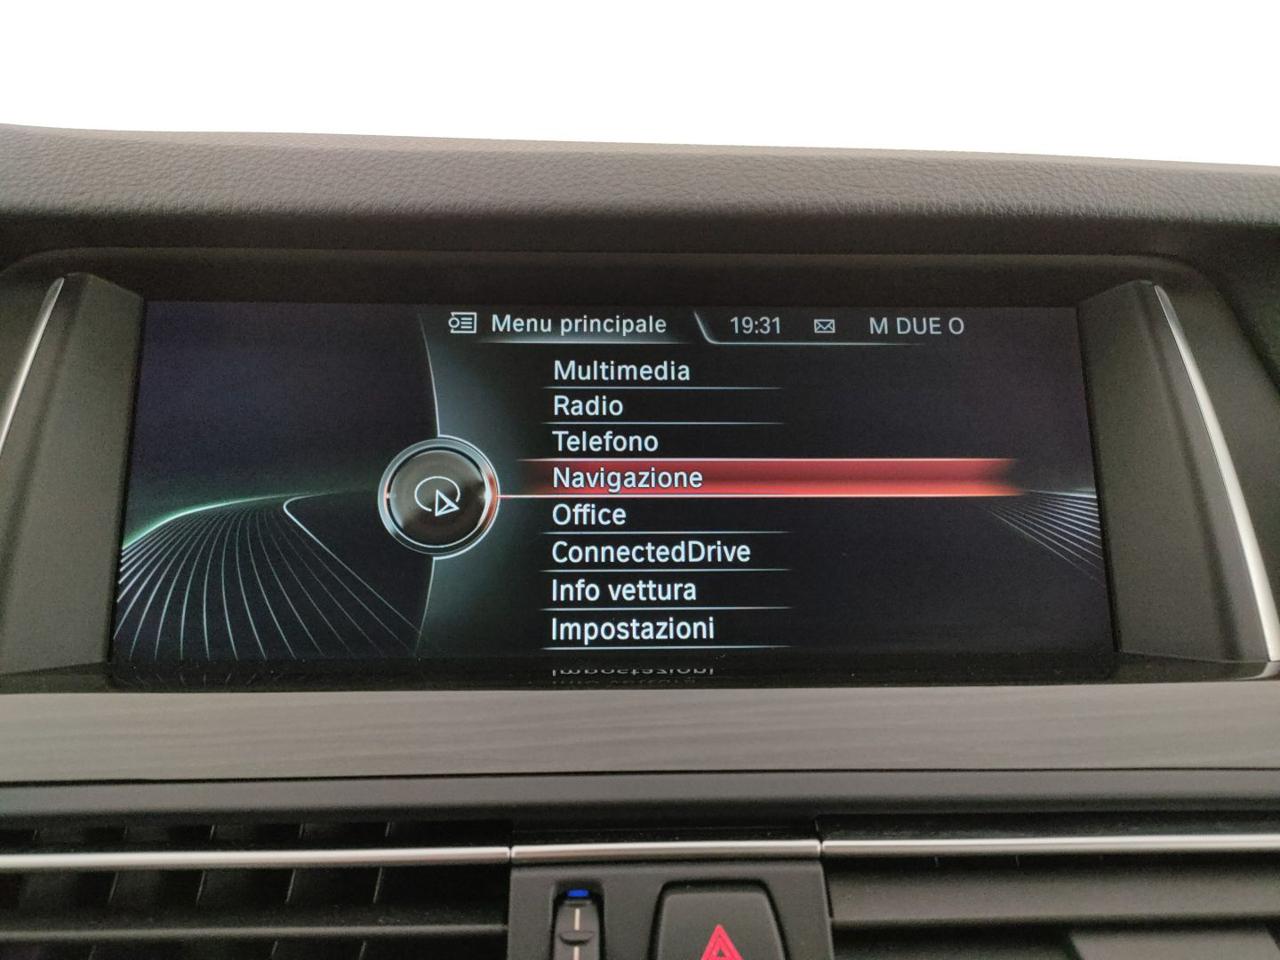 Menu principale 19:31 M DUE O
Multimedia
Radio
Telefono
Navigazione
Office
ConnectedDrive
Info vettura
Impostazioni